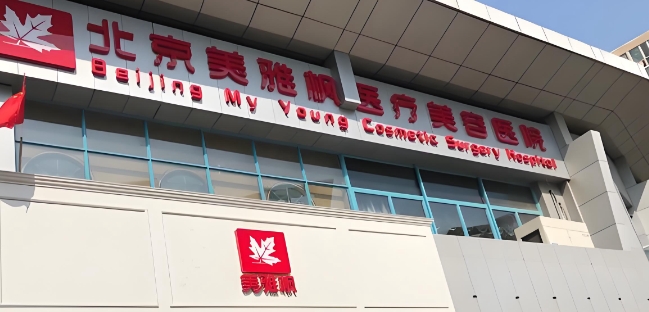 北京美雅枫医疗美容医院
Beijing My Young Cosmetic Surgery Hospital
美雅枫